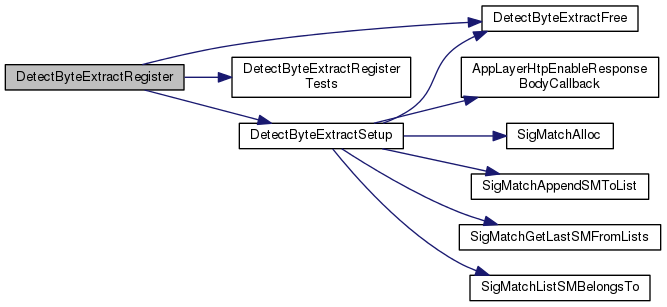 DetectByteExtractFree
DetectByteExtractRegister
DetectByteExtractRegister
Tests
AppLayerHtpEnableResponse
BodyCallback
DetectByteExtractSetup
SigMatchAlloc
SigMatchAppendSMToList
SigMatchGetLastSMFromLists
SigMatchListSMBelongsTo